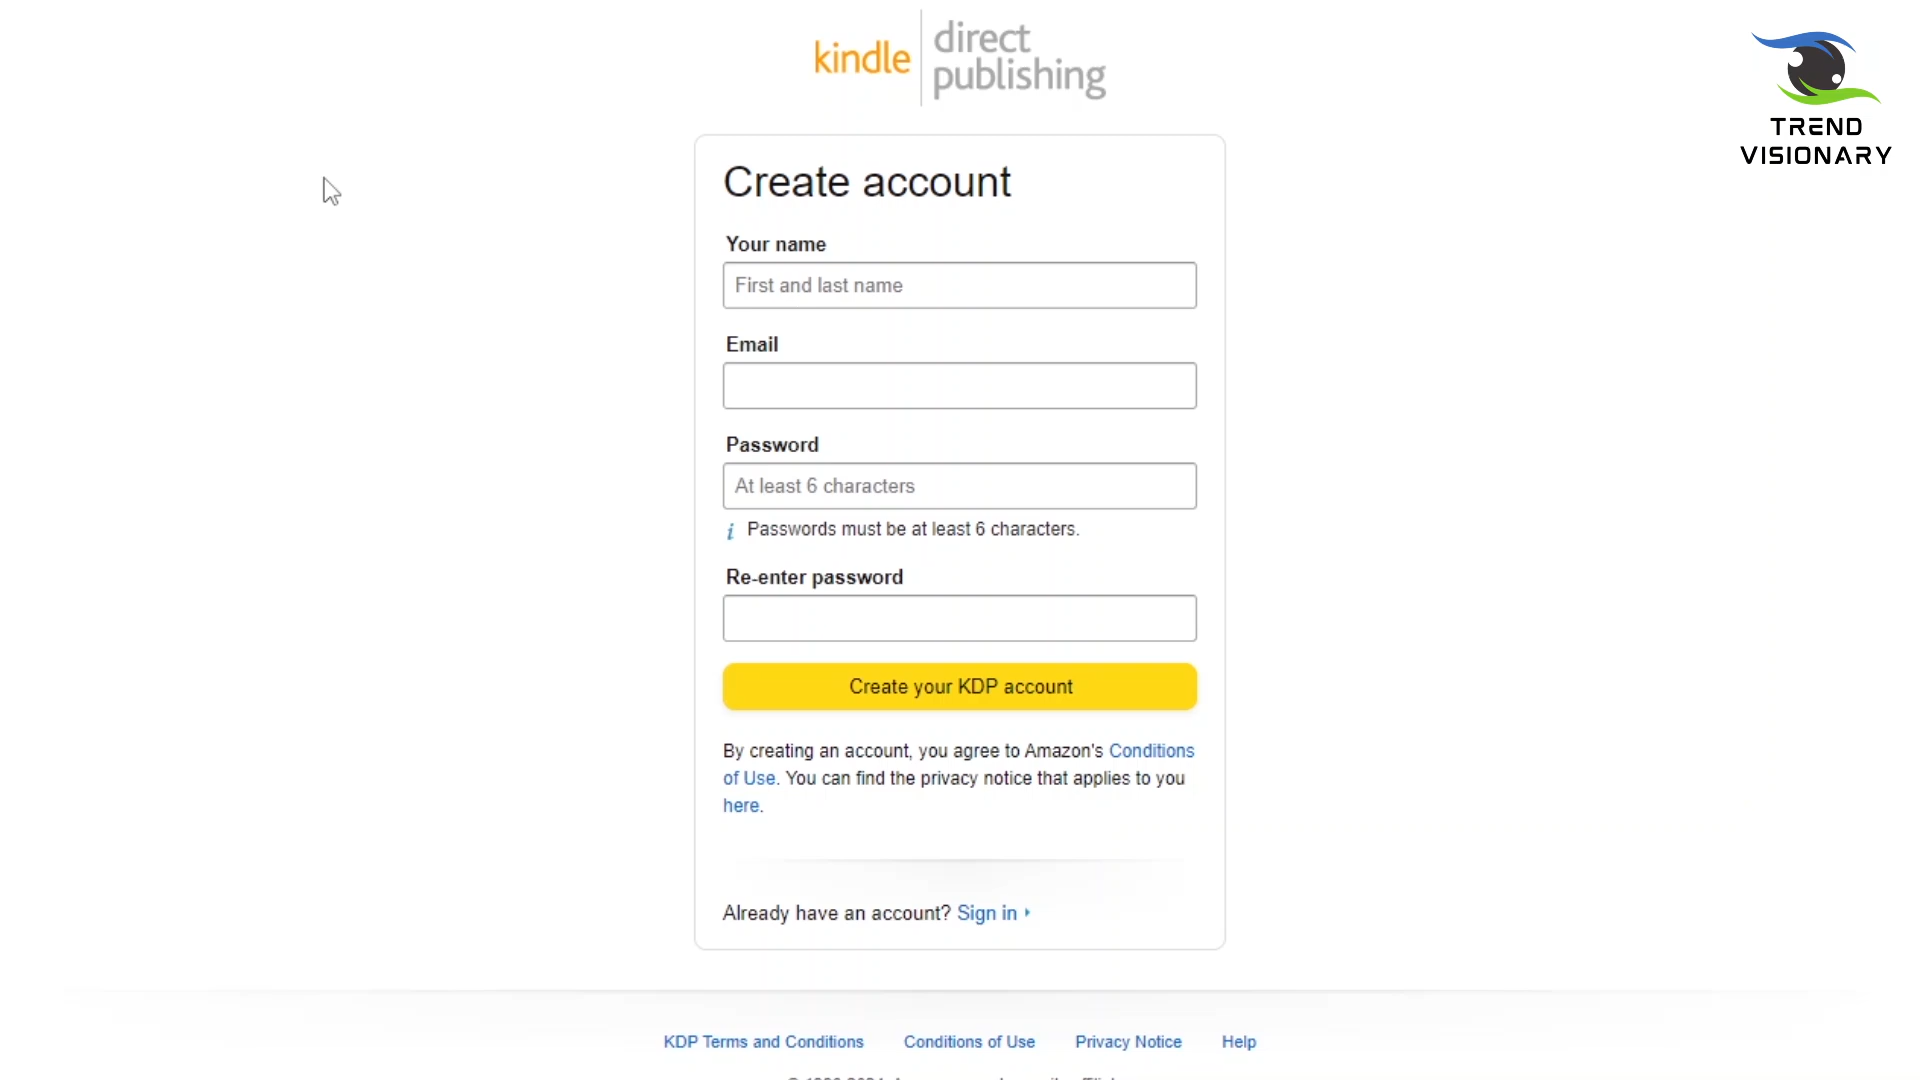 kindle direct publishing
TREND
VISIONARY
Create account
Your name
First and last name
Email
Password
At least 6 characters
i Passwords must be at least 6 characters.
Re-enter password
Create your KDP account
By creating an account, you agree to Amazon's Conditions
of Use. You can find the privacy notice that applies to you
here.
Already have an account? Sign in
KDP Terms and Conditions Conditions of Use Privacy Notice Help